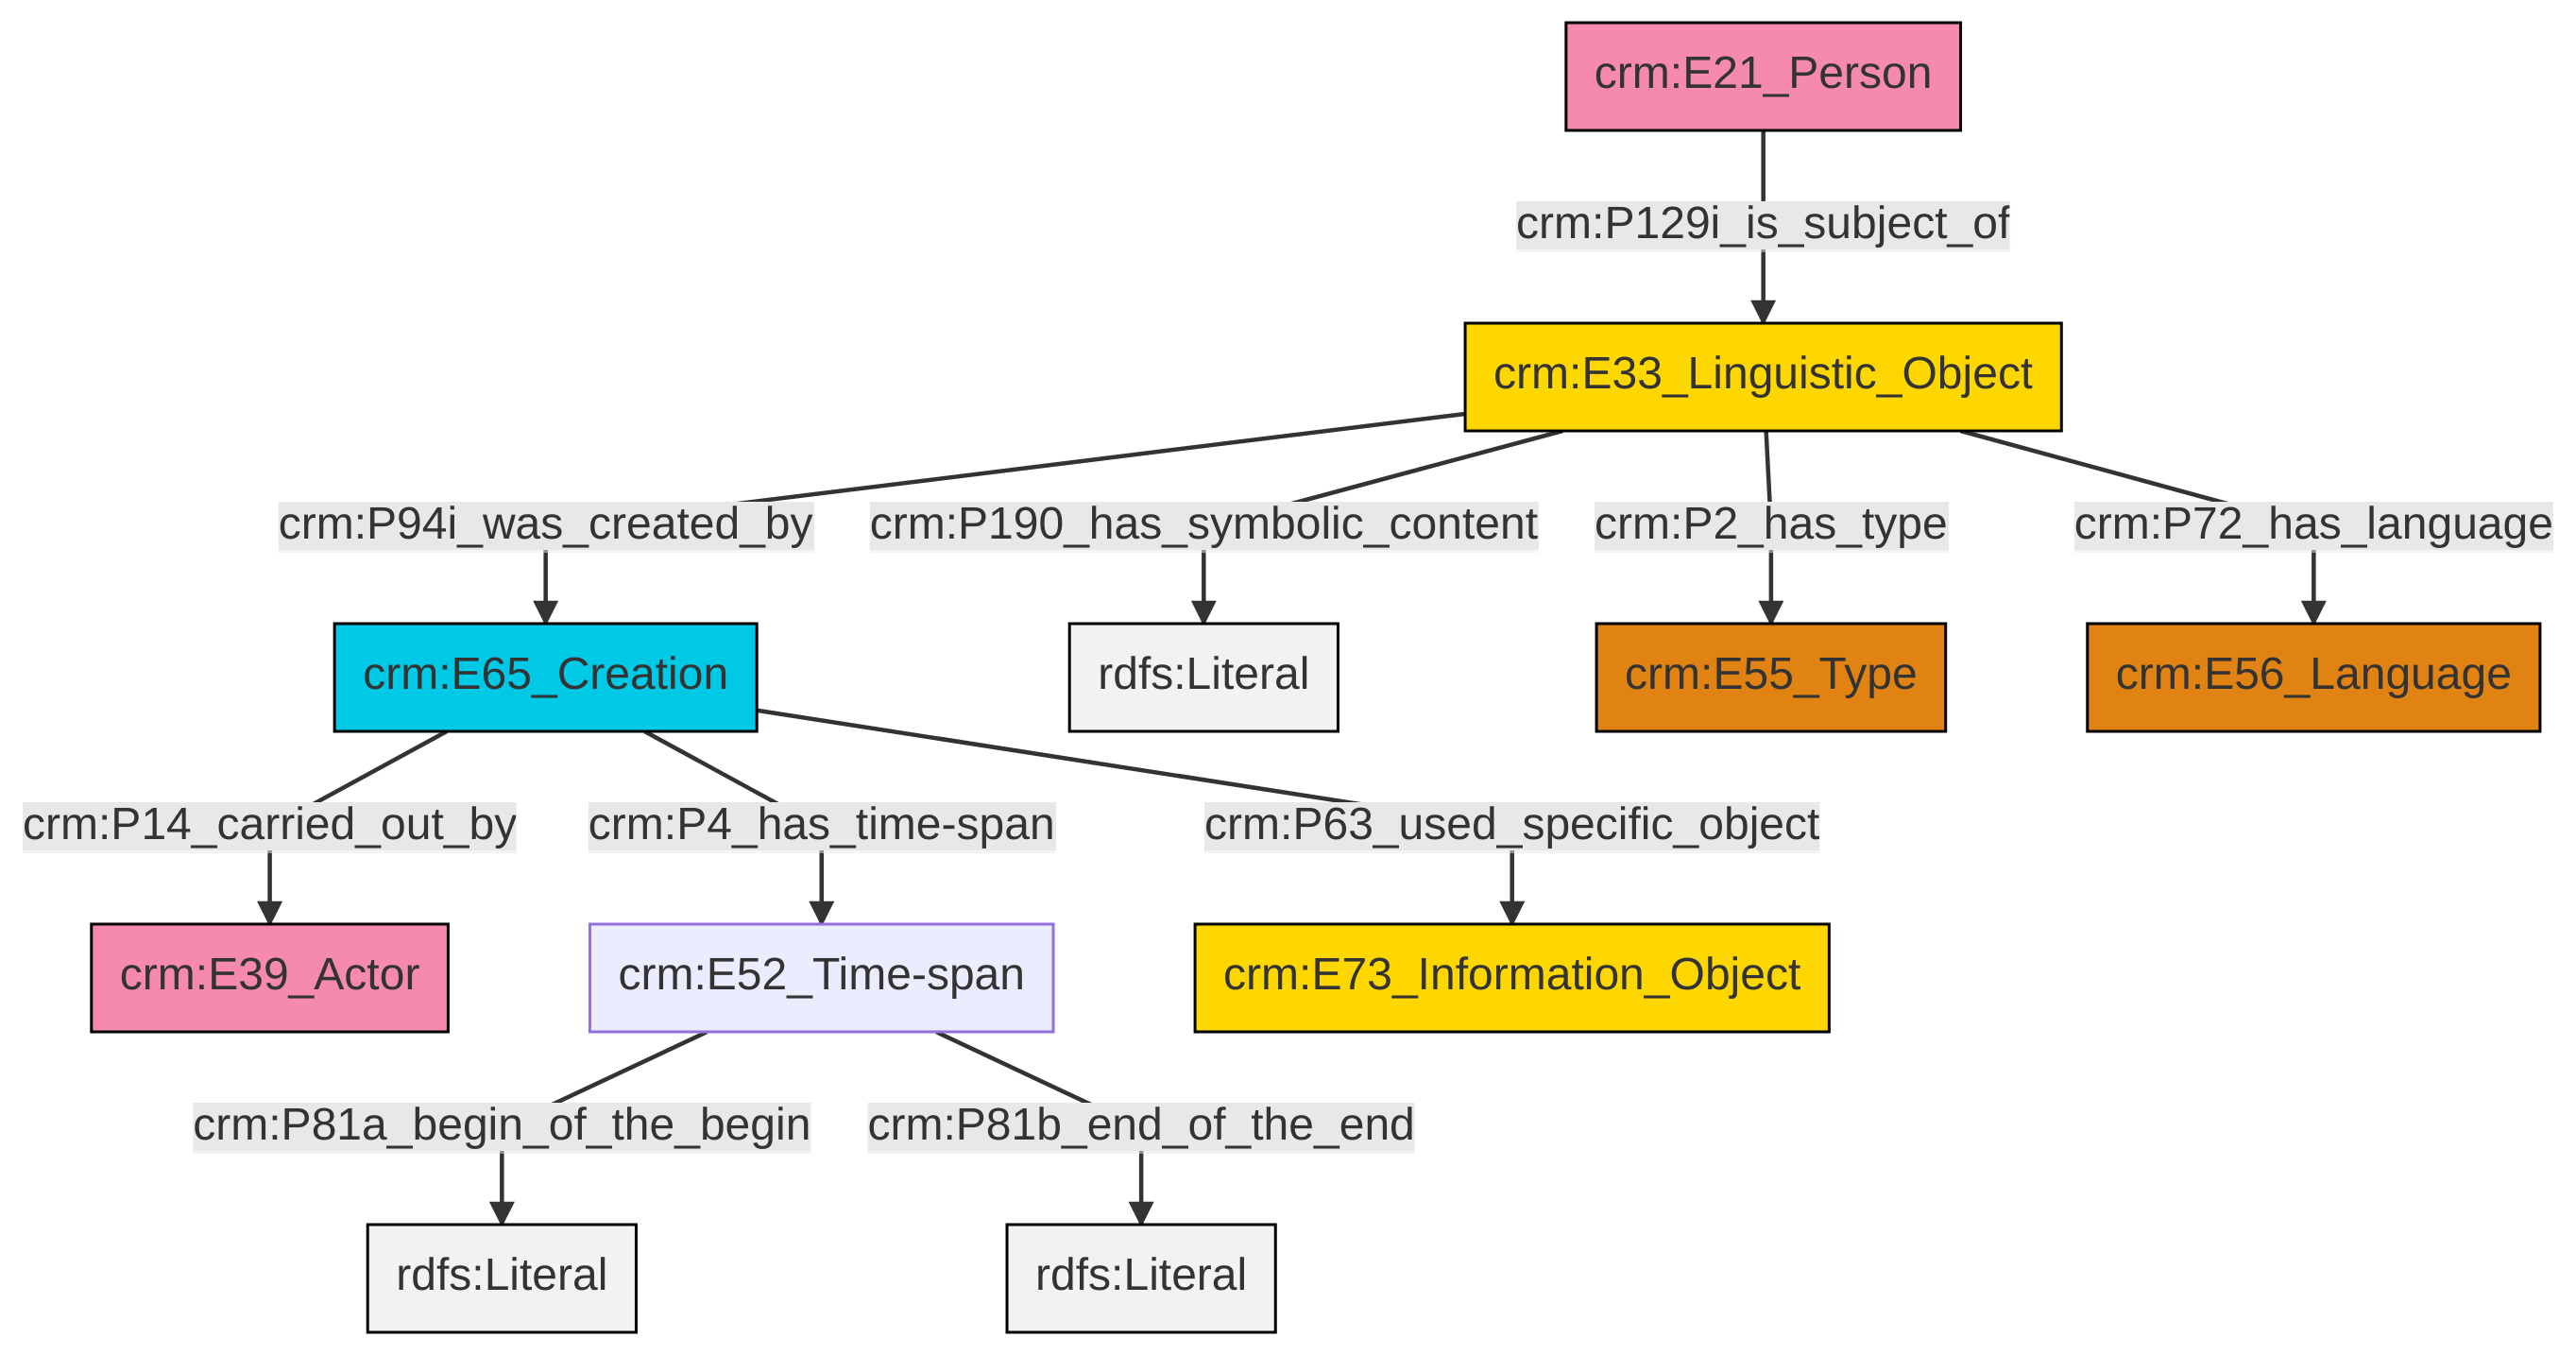 crm:E21_Person
crm:P129i_is_subject_of
crm:E33_Linguistic_Object
crm:P94i_was_created_by
crm:P190_has_symbolic_content
crm:P2_has_type
crm:P72_has_language
crm:E65_Creation
rdfs:Literal
crm:E55_Type
crm:E56_Language
crm:P14_carried_out_by
crm:P4_has_time-span
crm:P63_used_specific_object
crm:E39_Actor
crm:E52_Time-span
crm:E73_Information_Object
crm:P81a_begin_of_the_begin
crm:P81b_end_of_the_end
rdfs:Literal
rdfs:Literal